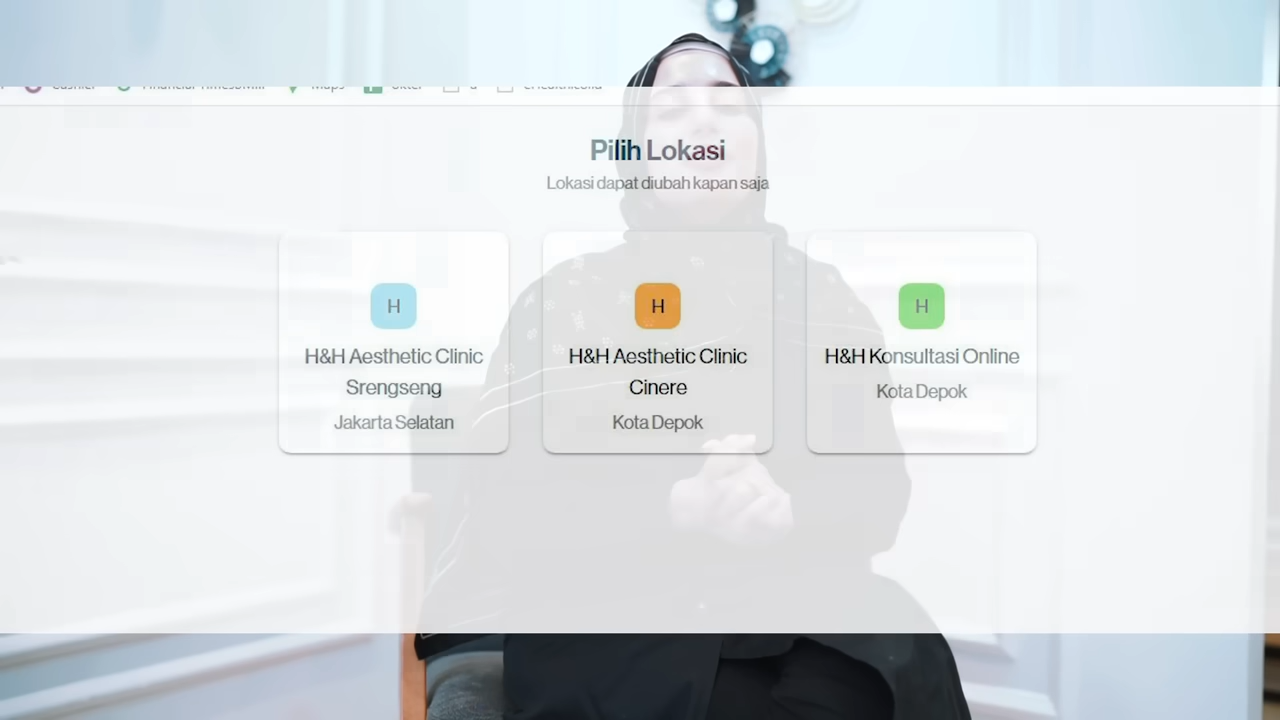 Maps
Pilih Lokasi
Lokasi dapat diubah kapan saja
H
H&H Aesthetic Clinic
Srengseng
Jakarta Selatan
H
H&H Aesthetic Clinic
Cinere
Kota Depok
H
H&H Konsultasi Online
Kota Depok